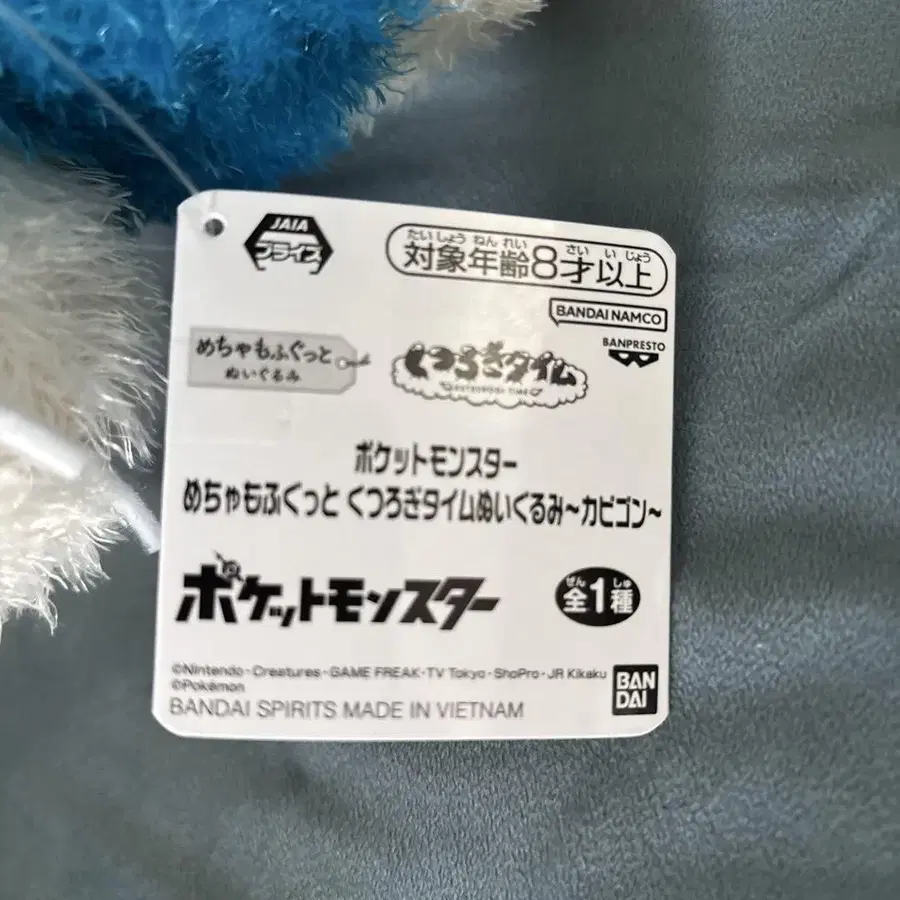 JAIA
プライズ
たいしょうねんれい さいいじょう
対象年齢8才以上
BANDAI NAMCO
BANPRESTO
めちゃもふぐっと
ぬいぐるみ
くつろぎタイム
KUTSUROGI TIME
ポケットモンスター
めちゃもふぐっと くつろぎタイムぬいぐるみ~カビゴン~
ポケットモンスター
ぜん しゅ
全1種
©Nintendo・Creatures・GAME FREAK・TV Tokyo・ShoPro・JR Kikaku
©Pokémon
BANDAI SPIRITS MADE IN VIETNAM
BAN
DAI